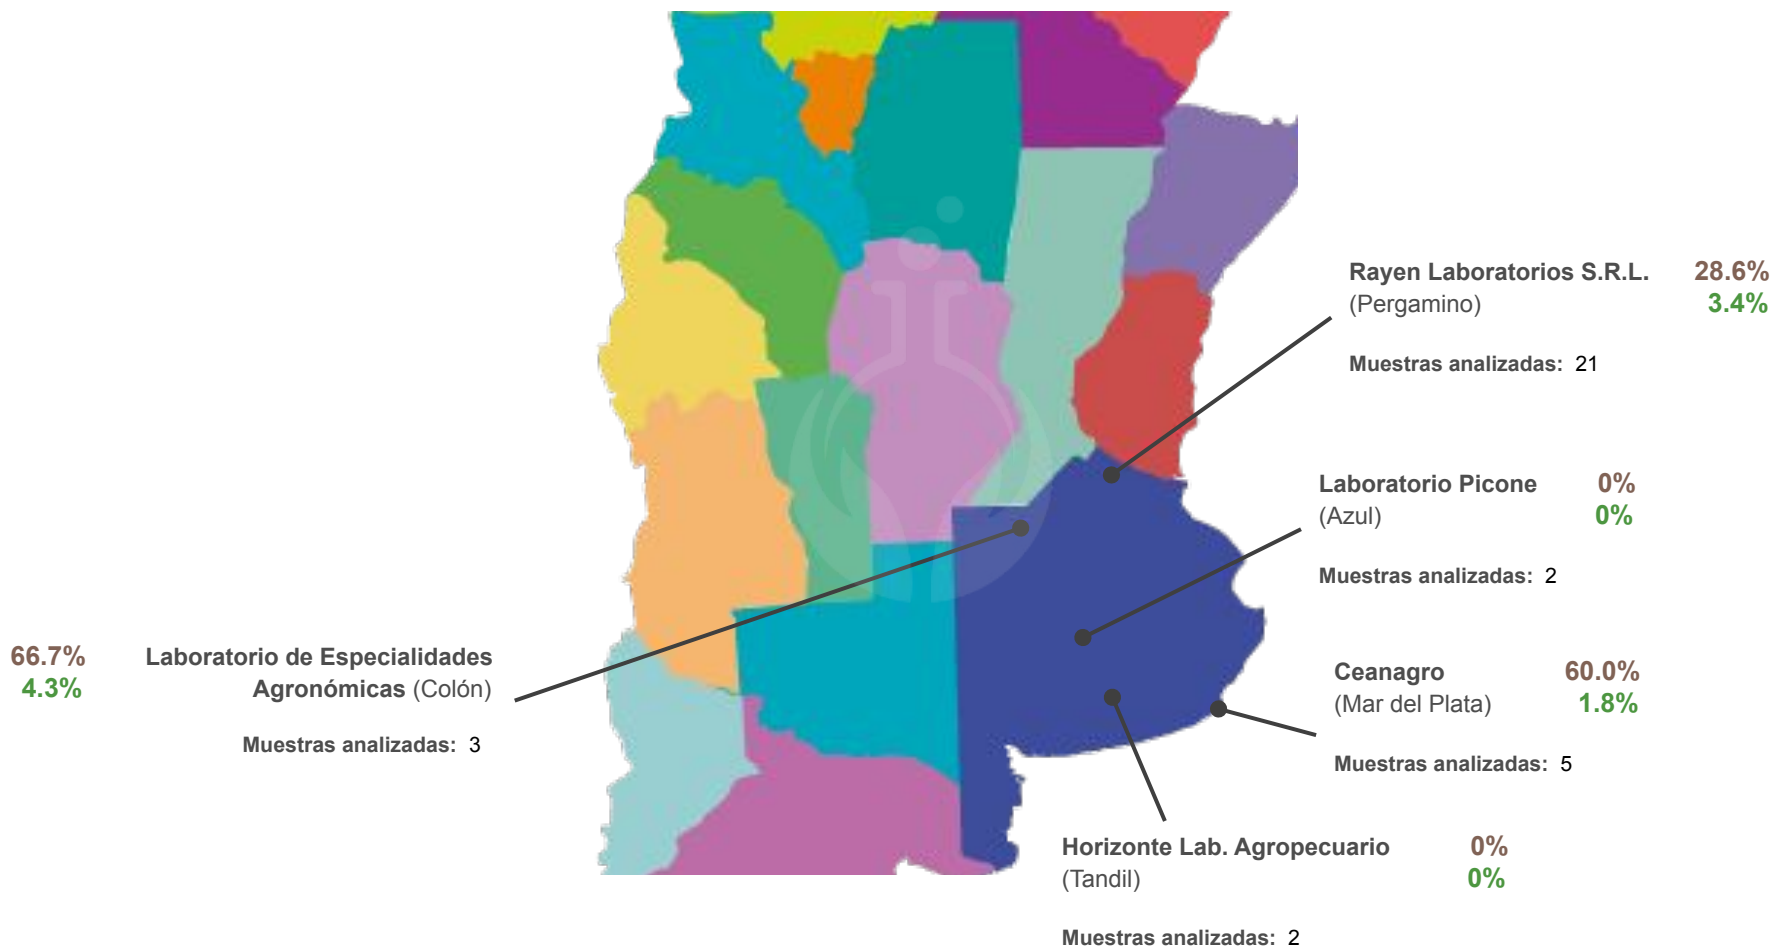 Rayen Laboratorios S.R.L. 28.6%
(Pergamino) 3.4%
Muestras analizadas: 21
Laboratorio Picone 0%
(Azul) 0%
Muestras analizadas: 2
66.7% Laboratorio de Especialidades
4.3% Agronómicas (Colón)
Muestras analizadas: 3
Ceanagro 60.0%
(Mar del Plata) 1.8%
Muestras analizadas: 5
Horizonte Lab. Agropecuario 0%
(Tandil) 0%
Muestras analizadas: 2